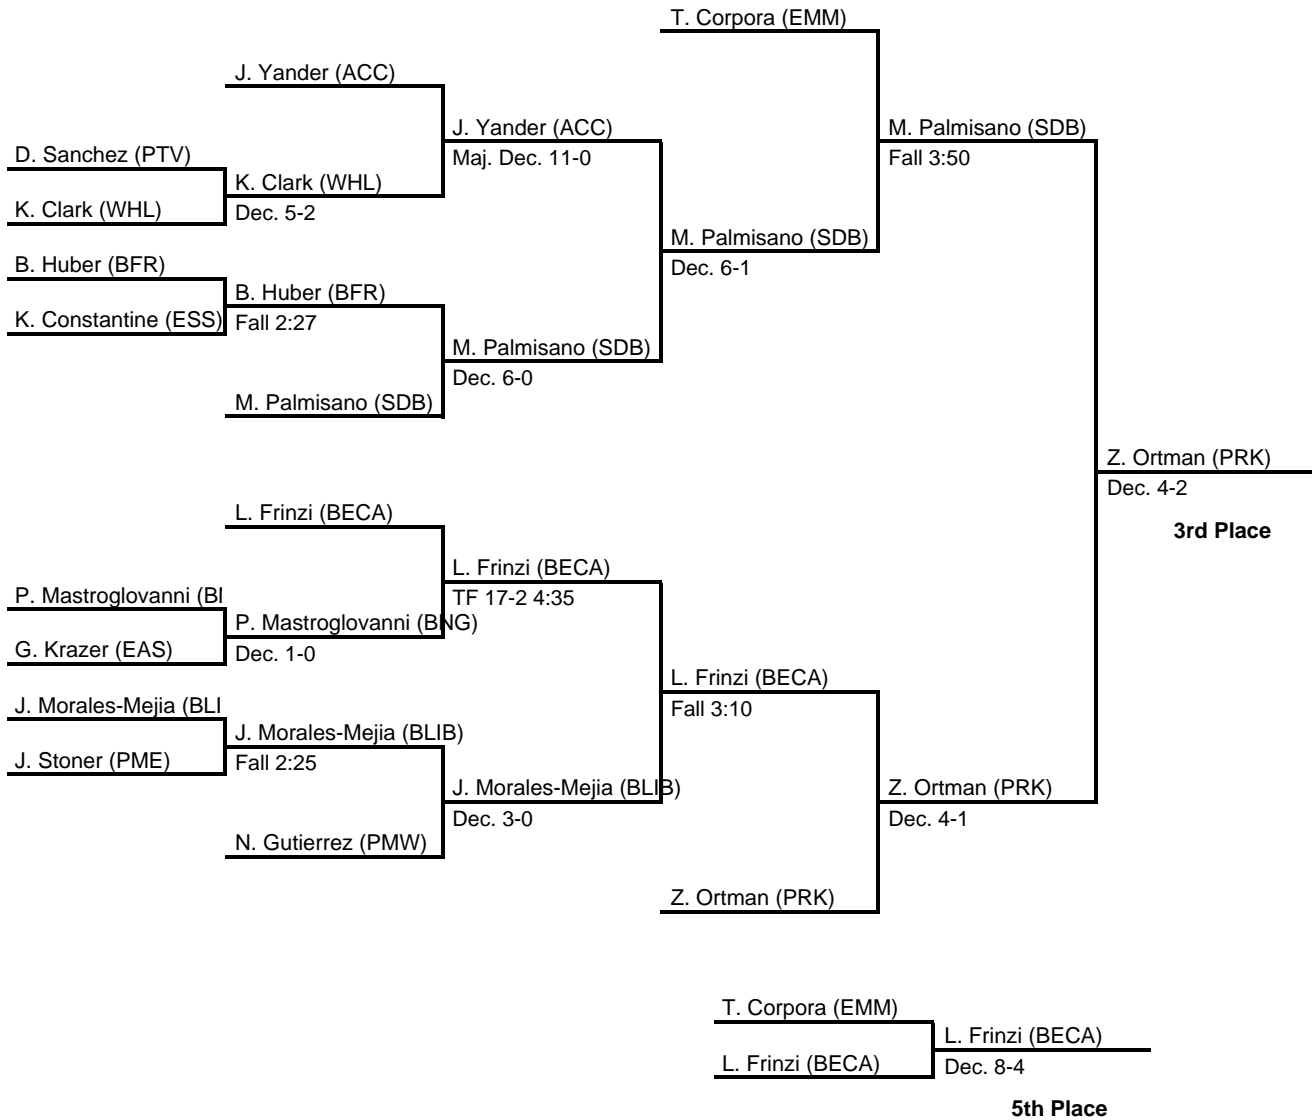 T. Corpora (EMM)
J. Yander (ACC)
J. Yander (ACC)
Maj. Dec. 11-0
M. Palmisano (SDB)
Fall 3:50
D. Sanchez (PTV)
K. Clark (WHL)
K. Clark (WHL)
Dec. 5-2
M. Palmisano (SDB)
Dec. 6-1
B. Huber (BFR)
K. Constantine (ESS)
B. Huber (BFR)
Fall 2:27
M. Palmisano (SDB)
Dec. 6-0
M. Palmisano (SDB)
Z. Ortman (PRK)
Dec. 4-2
3rd Place
L. Frinzi (BECA)
L. Frinzi (BECA)
TF 17-2 4:35
P. Mastroglovanni (BI
G. Krazer (EAS)
P. Mastroglovanni (BNG)
Dec. 1-0
L. Frinzi (BECA)
Fall 3:10
J. Morales-Mejia (BLI
J. Stoner (PME)
J. Morales-Mejia (BLIB)
Fall 2:25
J. Morales-Mejia (BLIB)
Dec. 3-0
Z. Ortman (PRK)
Dec. 4-1
N. Gutierrez (PMW)
Z. Ortman (PRK)
T. Corpora (EMM)
L. Frinzi (BECA)
L. Frinzi (BECA)
Dec. 8-4
5th Place